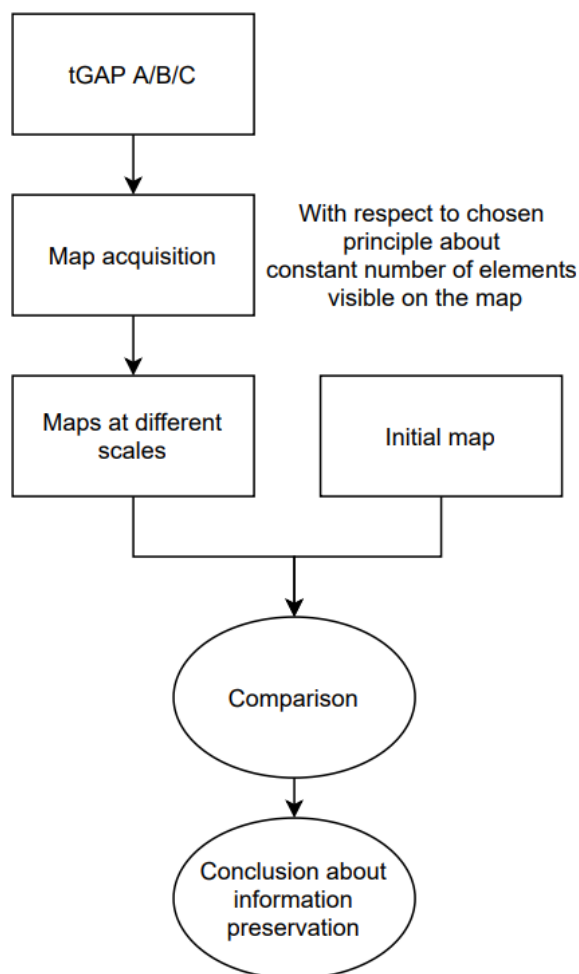 tGAP A/B/C
Map acquisition
With respect to chosen
principle about
constant number of elements
visible on the map
Maps at different
scales
Initial map
Comparison
Conclusion about
information
preservation